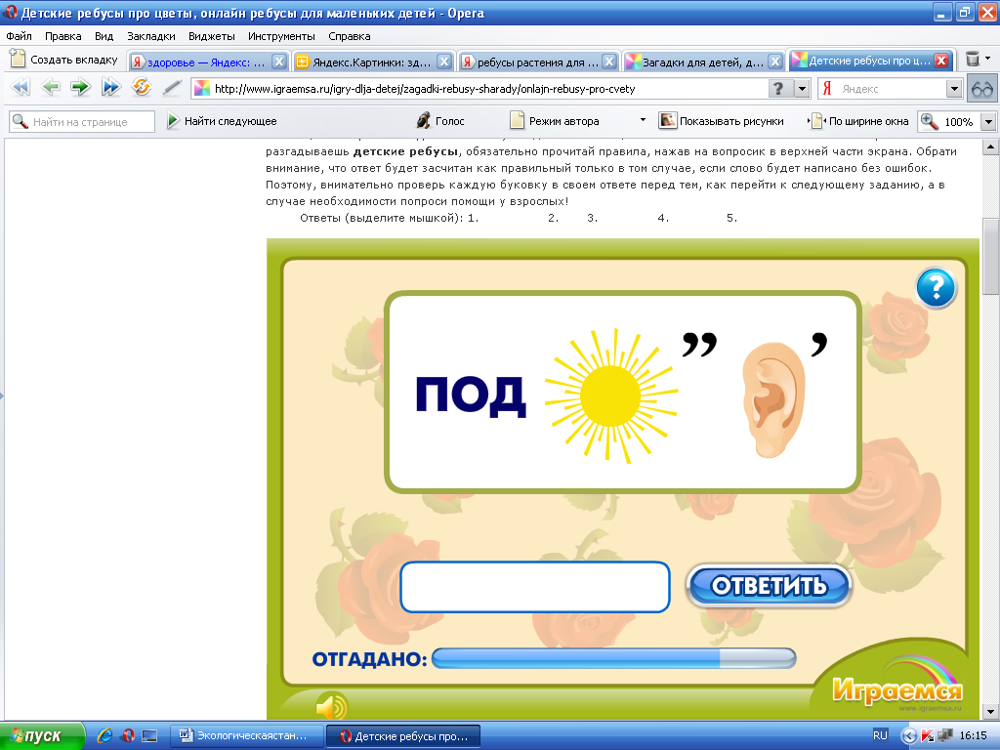 Детские ребусы про цветы, онлайн ребусы для маленьких детей - Opera
Файл Правка Вид Закладки Виджеты Инструменты Справка
Создать вкладку здоровье — Яндекс: ... Яндекс.Картинки: зд... ребусы растения для ... Загадки для детей, д... Детские ребусы про ц...
http://www.igraemsa.ru/igry-dlja-detej/zagadki-rebusy-sharady/onlajn-rebusy-pro-cvety ? Я Яндекс
Найти на странице Найти следующее Голос Режим автора Показывать рисунки По ширине окна 100%
разгадываешь детские ребусы, обязательно прочитай правила, нажав на вопросик в верхней части экрана. Обрати
внимание, что ответ будет засчитан как правильный только в том случае, если слово будет написано без ошибок.
Поэтому, внимательно проверь каждую буковку в своем ответе перед тем, как перейти к следующему заданию, а в
случае необходимости попроси помощи у взрослых!
Ответы (выделите мышкой): 1. 2. 3. 4. 5.
?
ПОД ,, ,
ОТВЕТИТЬ
ОТГАДАНО:
Играемся
www.igraemsa.ru
пуск Экологическаястан... Детские ребусы про... RU 16:15